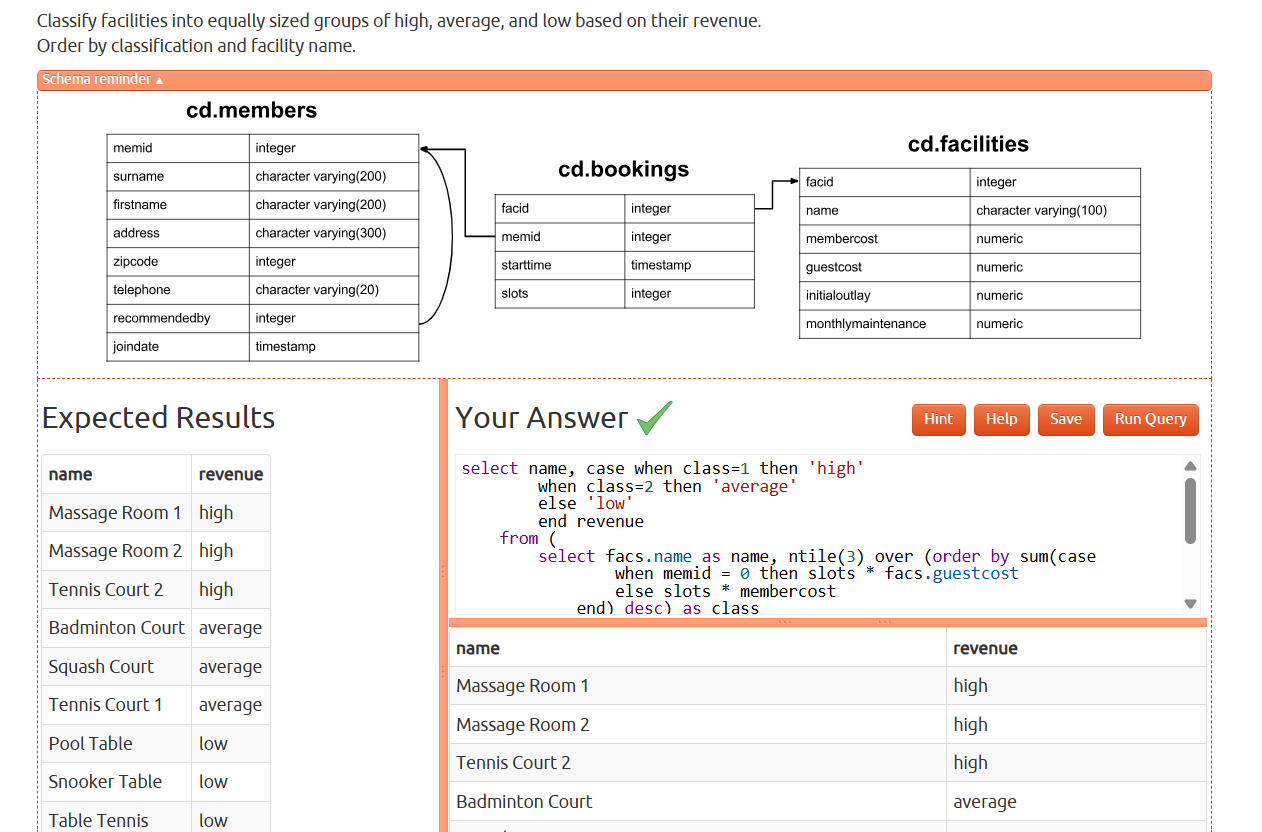 Classify facilities into equally sized groups of high, average, and low based on their revenue.
Order by classification and facility name.
Schema reminder ▲
cd.members
memid integer
surname character varying(200)
firstname character varying(200)
address character varying(300)
zipcode integer
telephone character varying(20)
recommendedby integer
joindate timestamp
cd.bookings
facid integer
memid integer
starttime timestamp
slots integer
cd.facilities
facid integer
name character varying(100)
membercost numeric
guestcost numeric
initialoutlay numeric
monthlymaintenance numeric
Expected Results
name revenue
Massage Room 1 high
Massage Room 2 high
Tennis Court 2 high
Badminton Court average
Squash Court average
Tennis Court 1 average
Pool Table low
Snooker Table low
Table Tennis low
Your Answer
Hint Help Save Run Query
select name, case when class=1 then 'high'
when class=2 then 'average'
else 'low'
end revenue
from (
select facs.name as name, ntile(3) over (order by sum(case
when memid = 0 then slots * facs.guestcost
else slots * membercost
end) desc) as class
name revenue
Massage Room 1 high
Massage Room 2 high
Tennis Court 2 high
Badminton Court average